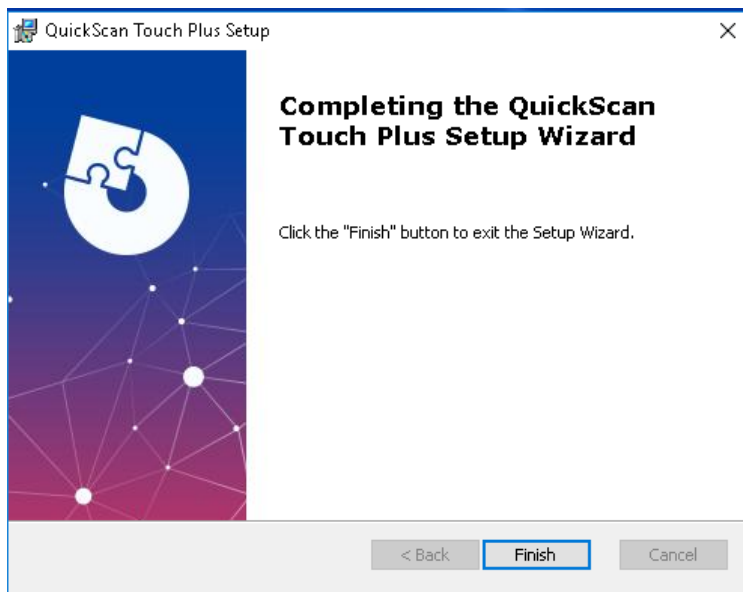 QuickScan Touch Plus Setup
Completing the QuickScan
Touch Plus Setup Wizard
Click the "Finish" button to exit the Setup Wizard.
< Back Finish Cancel